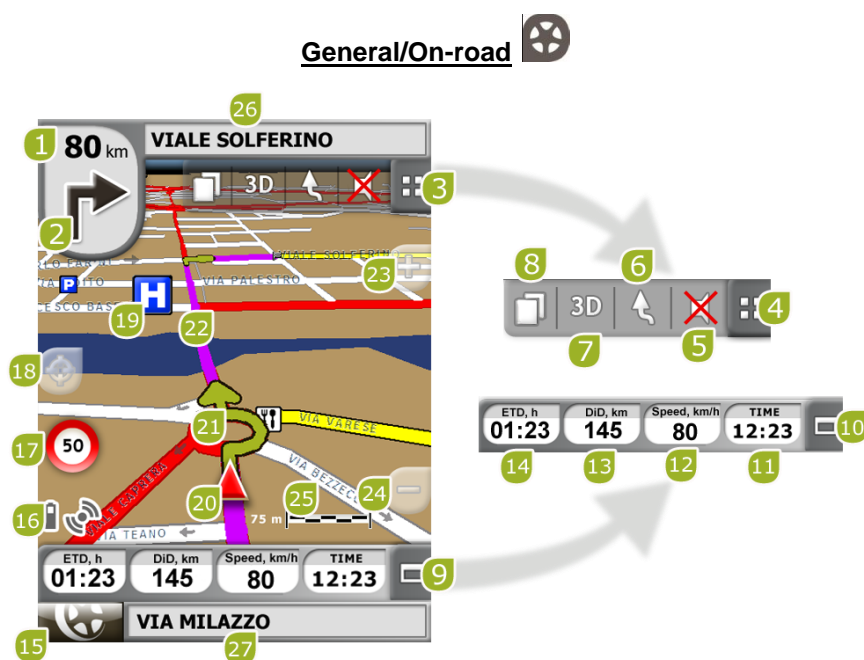 General/On-road
26
1 80 km VIALE SOLFERINO
2 3D 3
VIALE SOLFERINO
23
P VIA PALESTRO
H
19 22
18
21
VIA VARESE
17 50
VIALE CAPRERA
20 25 24
16 75 m
VIA TEANO
ETD, h DiD, km Speed, km/h TIME
01:23 145 80 12:23 9
15 VIA MILAZZO
27
8 6
3D 4
7 5
ETD, h DiD, km Speed, km/h TIME
01:23 145 80 12:23 10
14 13 12 11